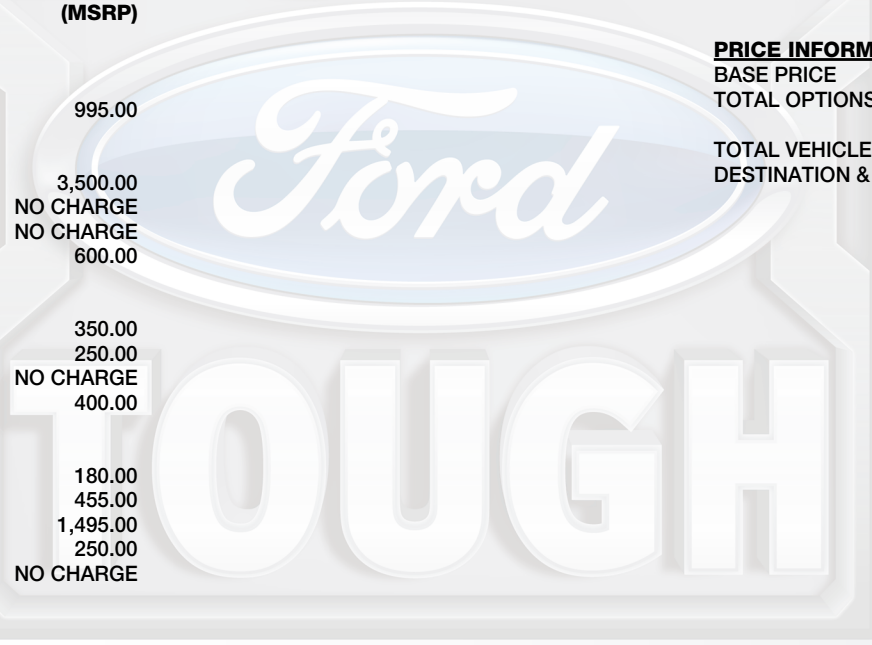 (MSRP)
995.00
3,500.00
NO CHARGE
NO CHARGE
600.00
350.00
250.00
NO CHARGE
400.00
180.00
455.00
1,495.00
250.00
NO CHARGE
PRICE INFORM
BASE PRICE
TOTAL OPTIONS
TOTAL VEHICLE
DESTINATION &
Ford
TOUGH